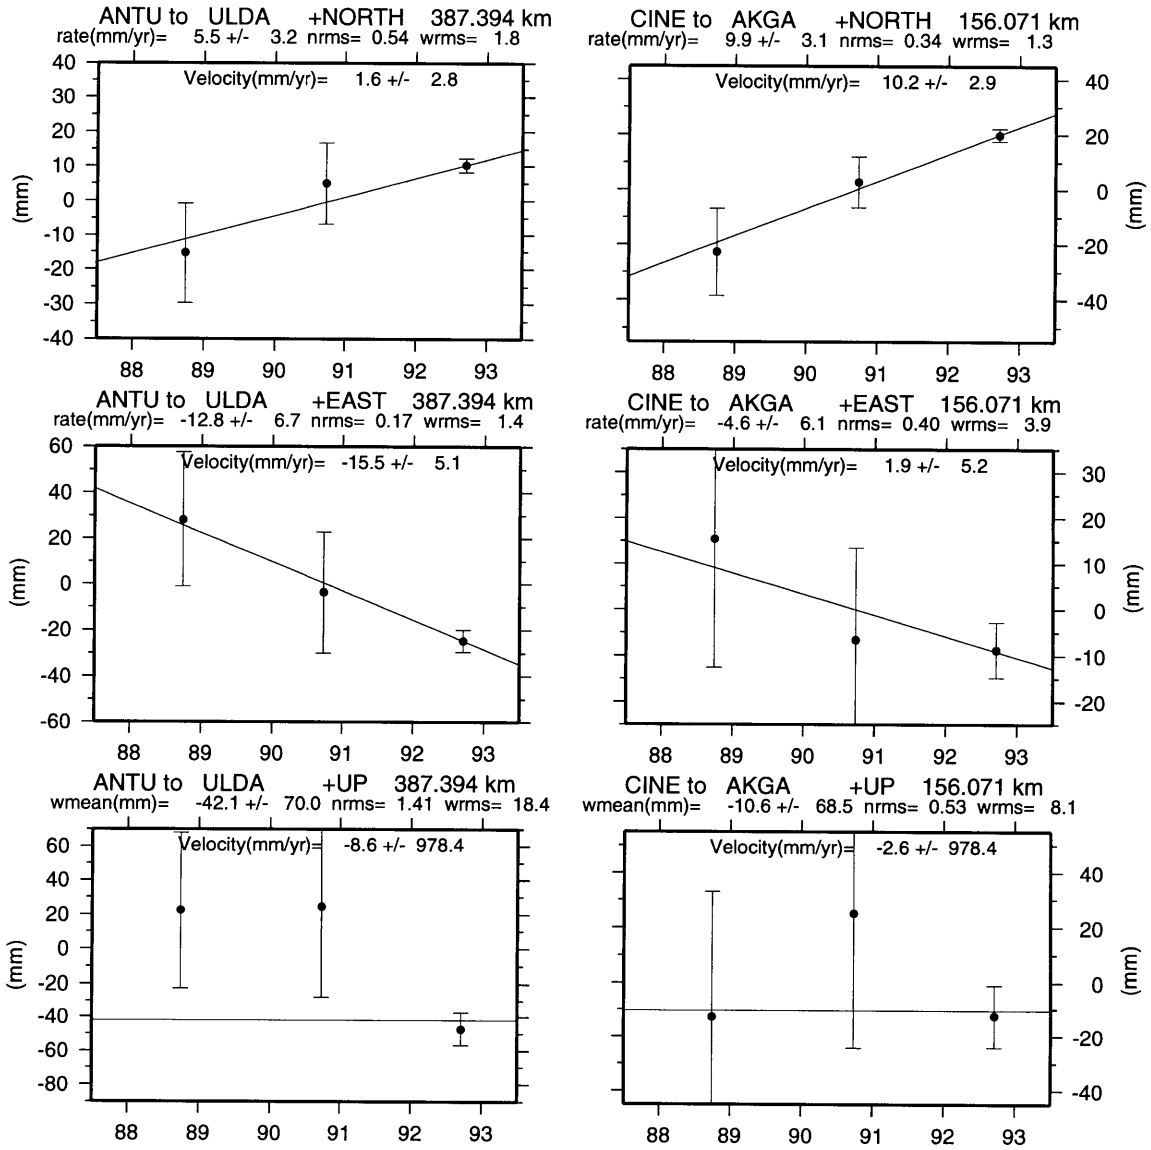 ANTU to ULDA +NORTH 387.394 km
rate(mm/yr)= 5.5 +/- 3.2 nrms= 0.54 wrms= 1.8
Velocity(mm/yr)= 1.6 +/- 2.8
40
30
20
10
0
-10
-20
-30
-40
(mm)
88 89 90 91 92 93
CINE to AKGA +NORTH 156.071 km
rate(mm/yr)= 9.9 +/- 3.1 nrms= 0.34 wrms= 1.3
Velocity(mm/yr)= 10.2 +/- 2.9
40
20
0
-20
-40
(mm)
88 89 90 91 92 93
ANTU to ULDA +EAST 387.394 km
rate(mm/yr)= -12.8 +/- 6.7 nrms= 0.17 wrms= 1.4
Velocity(mm/yr)= -15.5 +/- 5.1
60
40
20
0
-20
-40
-60
(mm)
88 89 90 91 92 93
CINE to AKGA +EAST 156.071 km
rate(mm/yr)= -4.6 +/- 6.1 nrms= 0.40 wrms= 3.9
Velocity(mm/yr)= 1.9 +/- 5.2
30
20
10
0
-10
-20
(mm)
88 89 90 91 92 93
ANTU to ULDA +UP 387.394 km
wmean(mm)= -42.1 +/- 70.0 nrms= 1.41 wrms= 18.4
Velocity(mm/yr)= -8.6 +/- 978.4
60
40
20
0
-20
-40
-60
-80
(mm)
88 89 90 91 92 93
CINE to AKGA +UP 156.071 km
wmean(mm)= -10.6 +/- 68.5 nrms= 0.53 wrms= 8.1
Velocity(mm/yr)= -2.6 +/- 978.4
40
20
0
-20
-40
(mm)
88 89 90 91 92 93